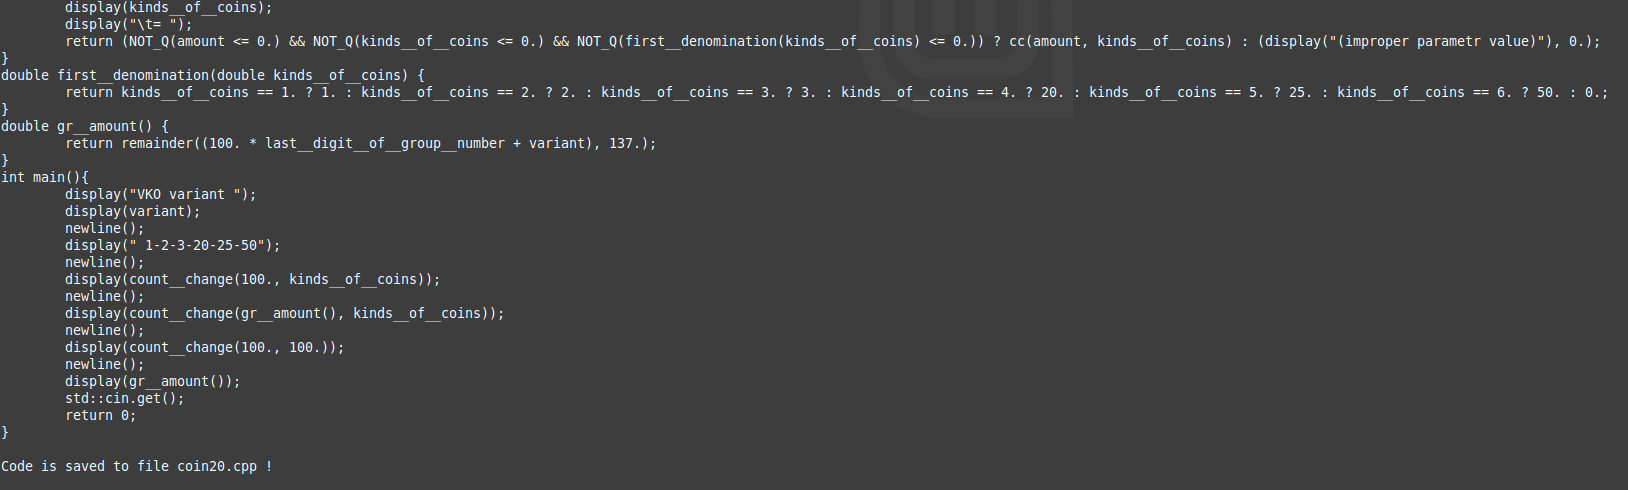 display(kinds__of__coins);
        display("\t= ");
        return (NOT_Q(amount <= 0.) && NOT_Q(kinds__of__coins <= 0.) && NOT_Q(first__denomination(kinds__of__coins) <= 0.)) ? cc(amount, kinds__of__coins) : (display("(improper parametr value)"), 0.);
}
double first__denomination(double kinds__of__coins) {
        return kinds__of__coins == 1. ? 1. : kinds__of__coins == 2. ? 2. : kinds__of__coins == 3. ? 3. : kinds__of__coins == 4. ? 20. : kinds__of__coins == 5. ? 25. : kinds__of__coins == 6. ? 50. : 0.;
}
double gr__amount() {
        return remainder((100. * last__digit__of__group__number + variant), 137.);
}
int main(){
        display("VKO variant ");
        display(variant);
        newline();
        display(" 1-2-3-20-25-50");
        newline();
        display(count__change(100., kinds__of__coins));
        newline();
        display(count__change(gr__amount(), kinds__of__coins));
        newline();
        display(count__change(100., 100.));
        newline();
        display(gr__amount());
        std::cin.get();
        return 0;
}

Code is saved to file coin20.cpp !